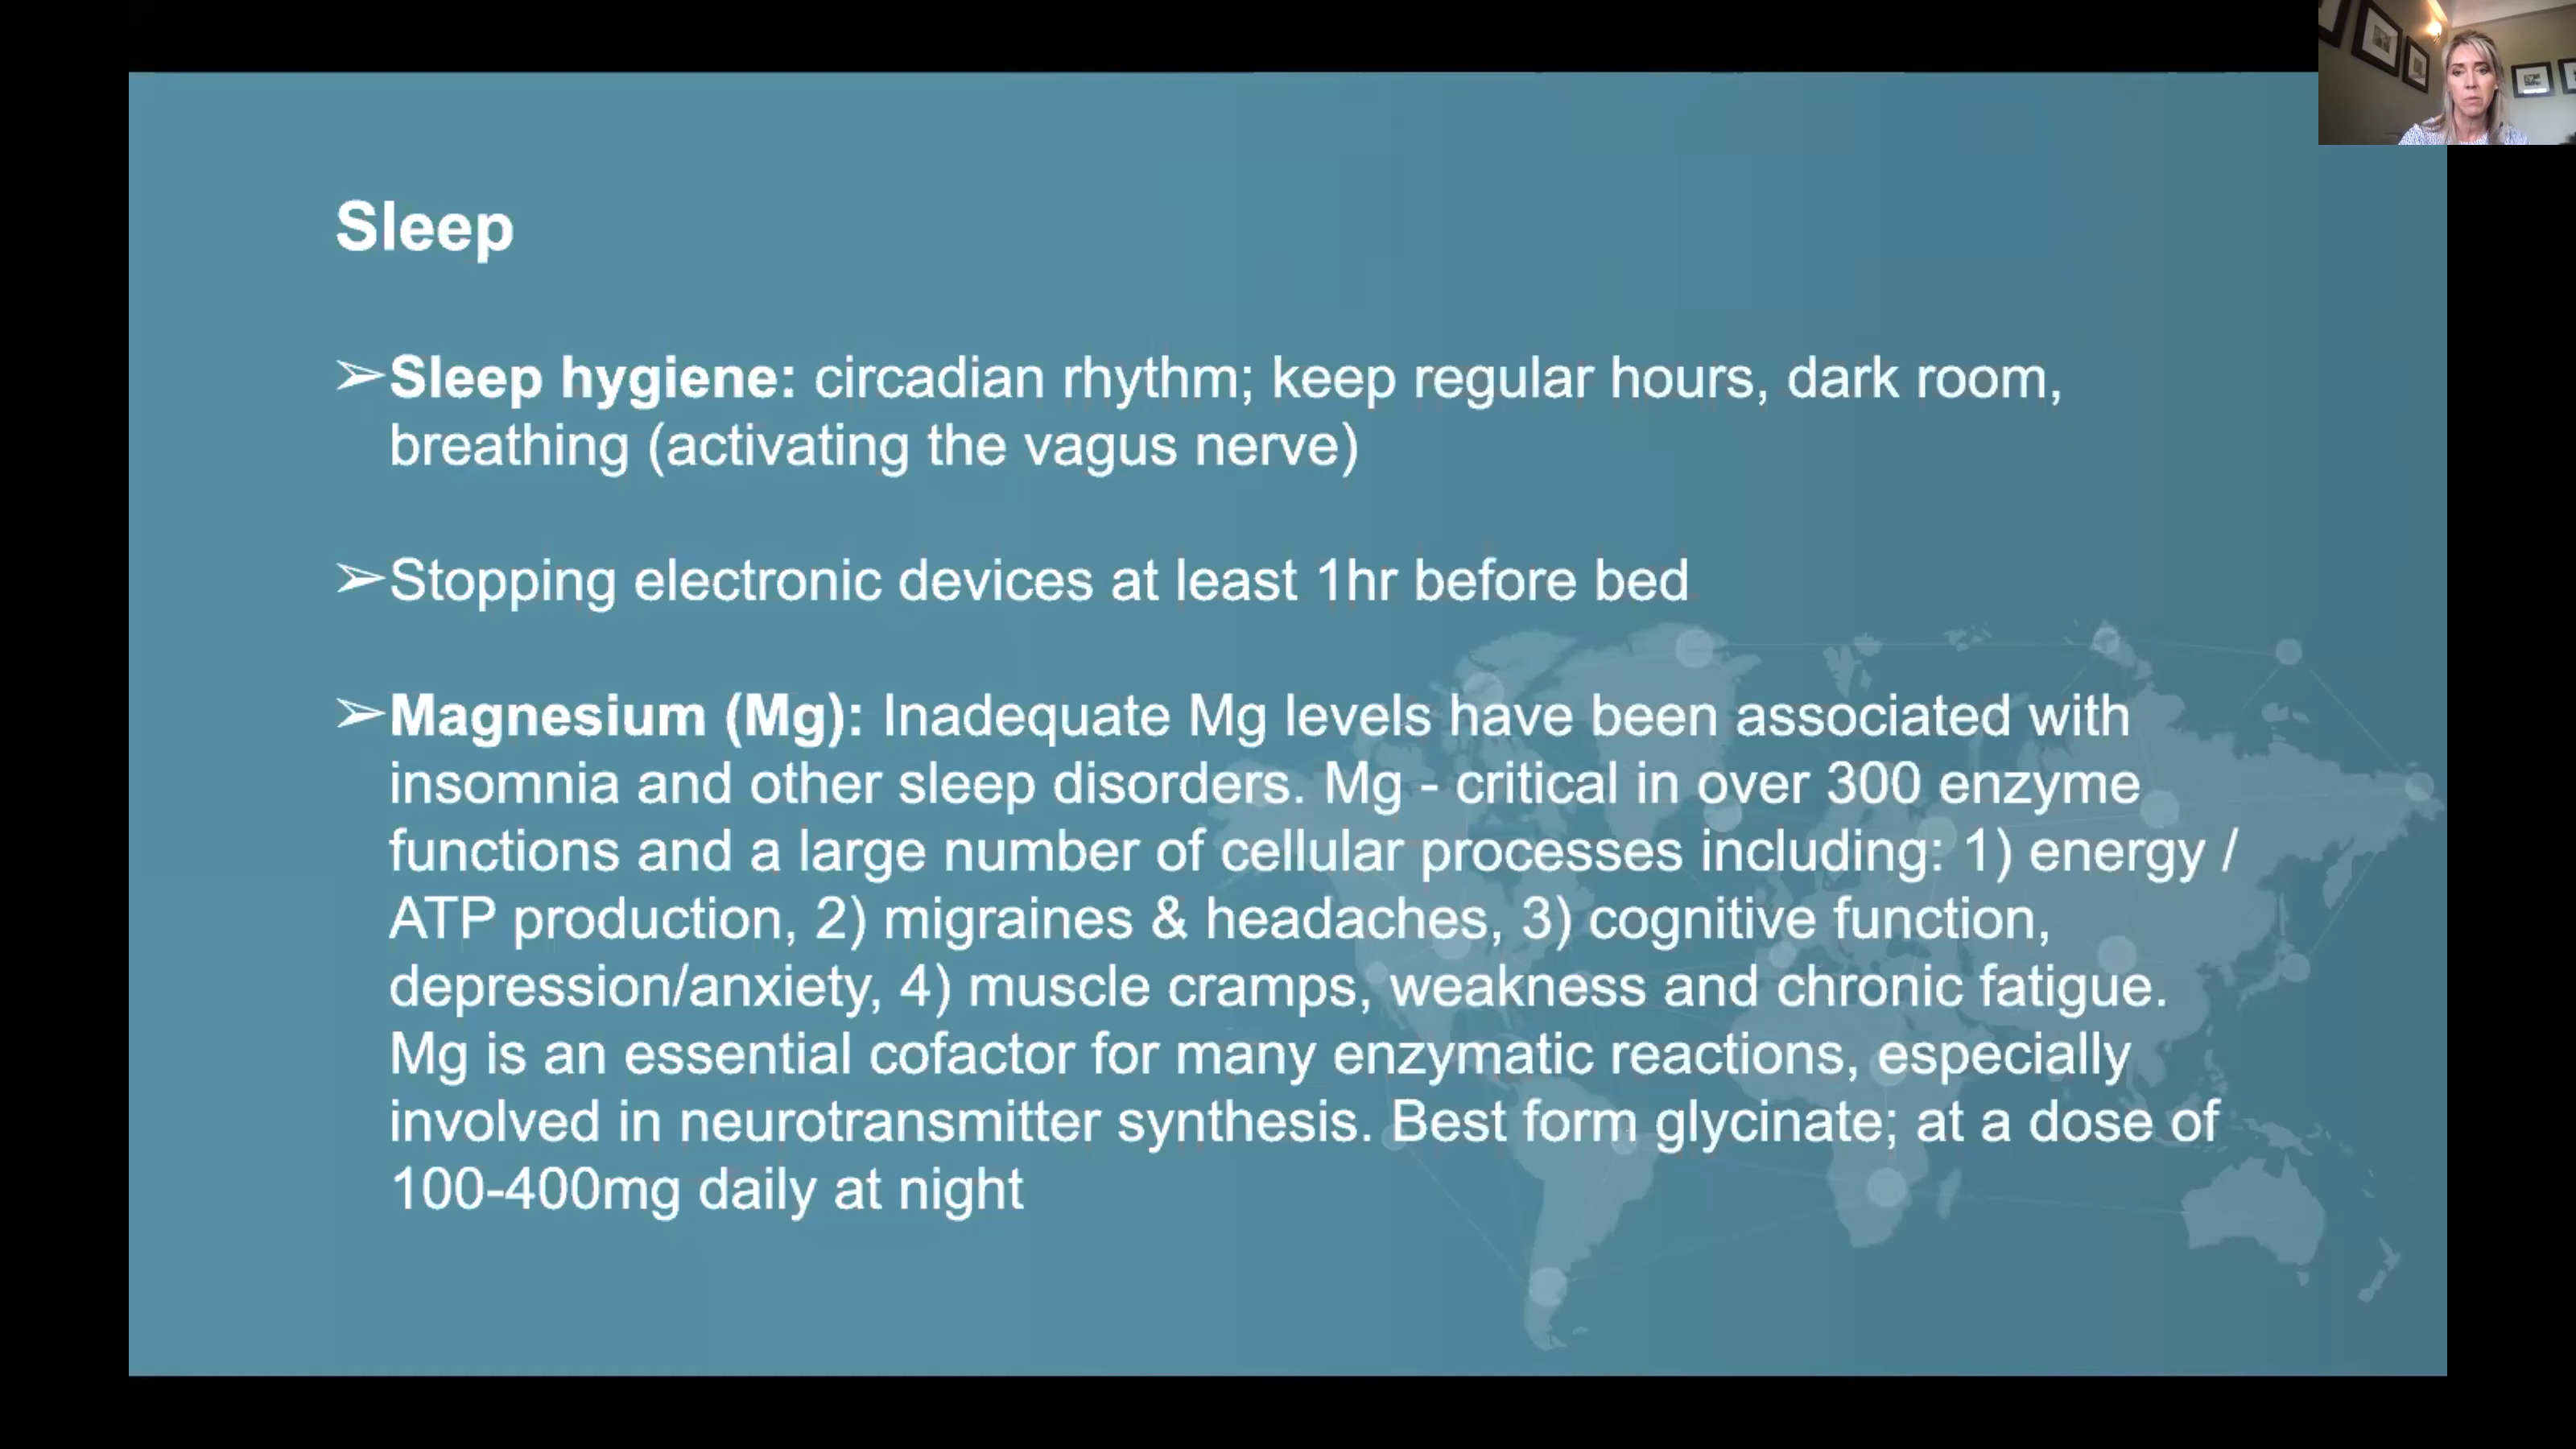 Sleep
➢Sleep hygiene: circadian rhythm; keep regular hours, dark room,
breathing (activating the vagus nerve)
➢Stopping electronic devices at least 1hr before bed
➢Magnesium (Mg): Inadequate Mg levels have been associated with
insomnia and other sleep disorders. Mg - critical in over 300 enzyme
functions and a large number of cellular processes including: 1) energy /
ATP production, 2) migraines & headaches, 3) cognitive function,
depression/anxiety, 4) muscle cramps, weakness and chronic fatigue.
Mg is an essential cofactor for many enzymatic reactions, especially
involved in neurotransmitter synthesis. Best form glycinate; at a dose of
100-400mg daily at night